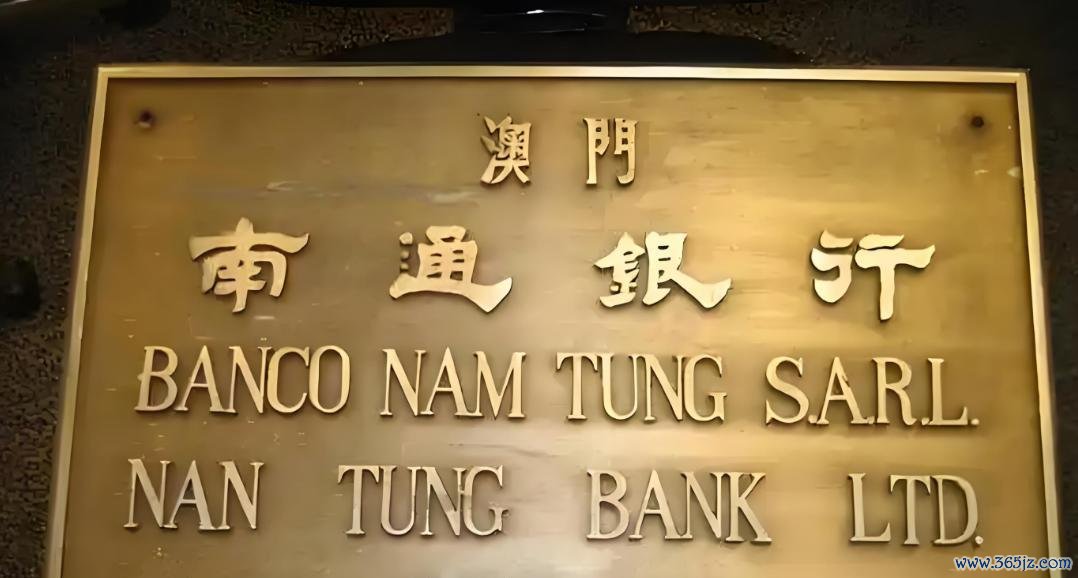 澳門
南通銀行
BANCO NAM TUNG S.A.R.L.
NAN TUNG BANK LTD.
www.365jz.com